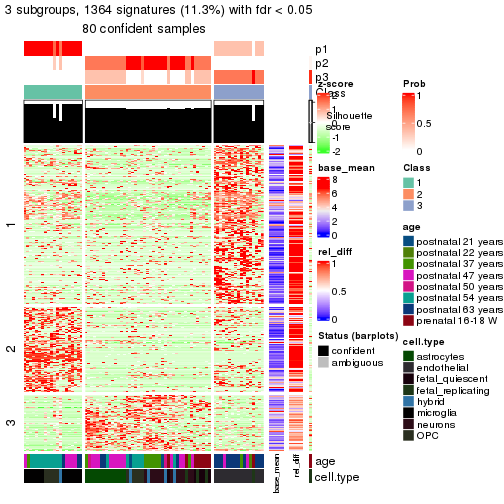 3 subgroups, 1364 signatures (11.3%) with fdr < 0.05
80 confident samples
p1
p2
p3
Class
Silhouette
score
1
2
3
age
cell.type
base_mean
rel_diff
z-score
2
0
-2
base_mean
8
6
4
2
0
rel_diff
1
0.5
0
Status (barplots)
confident
ambiguous
Prob
1
0.5
0
Class
1
2
3
age
postnatal 21 years
postnatal 22 years
postnatal 37 years
postnatal 47 years
postnatal 50 years
postnatal 54 years
postnatal 63 years
prenatal 16-18 W
cell.type
astrocytes
endothelial
fetal_quiescent
fetal_replicating
hybrid
microglia
neurons
OPC